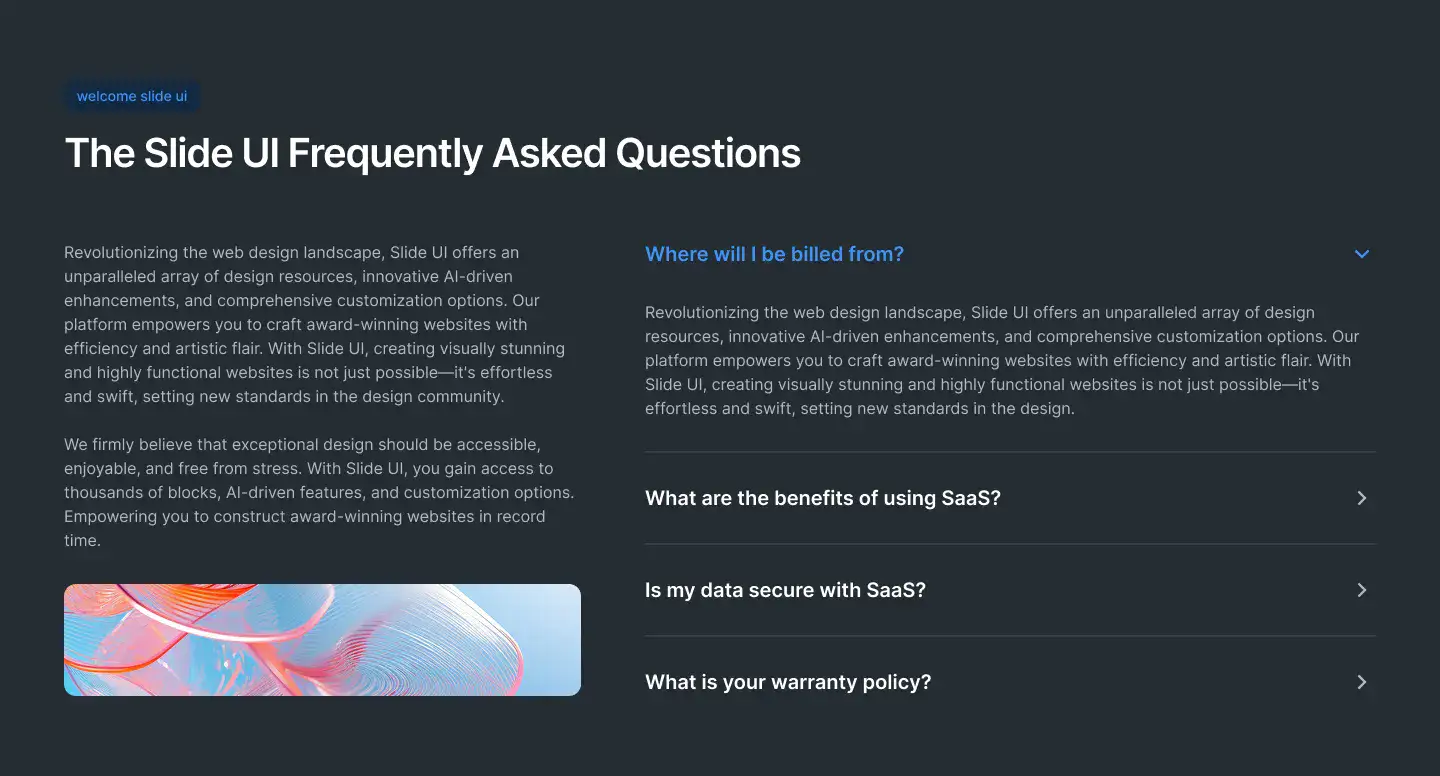 welcome slide ui
The Slide UI Frequently Asked Questions
Revolutionizing the web design landscape, Slide UI offers an
unparalleled array of design resources, innovative AI-driven
enhancements, and comprehensive customization options. Our
platform empowers you to craft award-winning websites with
efficiency and artistic flair. With Slide UI, creating visually stunning
and highly functional websites is not just possible—it's effortless
and swift, setting new standards in the design community.
We firmly believe that exceptional design should be accessible,
enjoyable, and free from stress. With Slide UI, you gain access to
thousands of blocks, AI-driven features, and customization options.
Empowering you to construct award-winning websites in record
time.
Where will I be billed from?
Revolutionizing the web design landscape, Slide UI offers an unparalleled array of design
resources, innovative AI-driven enhancements, and comprehensive customization options. Our
platform empowers you to craft award-winning websites with efficiency and artistic flair. With
Slide UI, creating visually stunning and highly functional websites is not just possible—it's
effortless and swift, setting new standards in the design.
What are the benefits of using SaaS?
Is my data secure with SaaS?
What is your warranty policy?